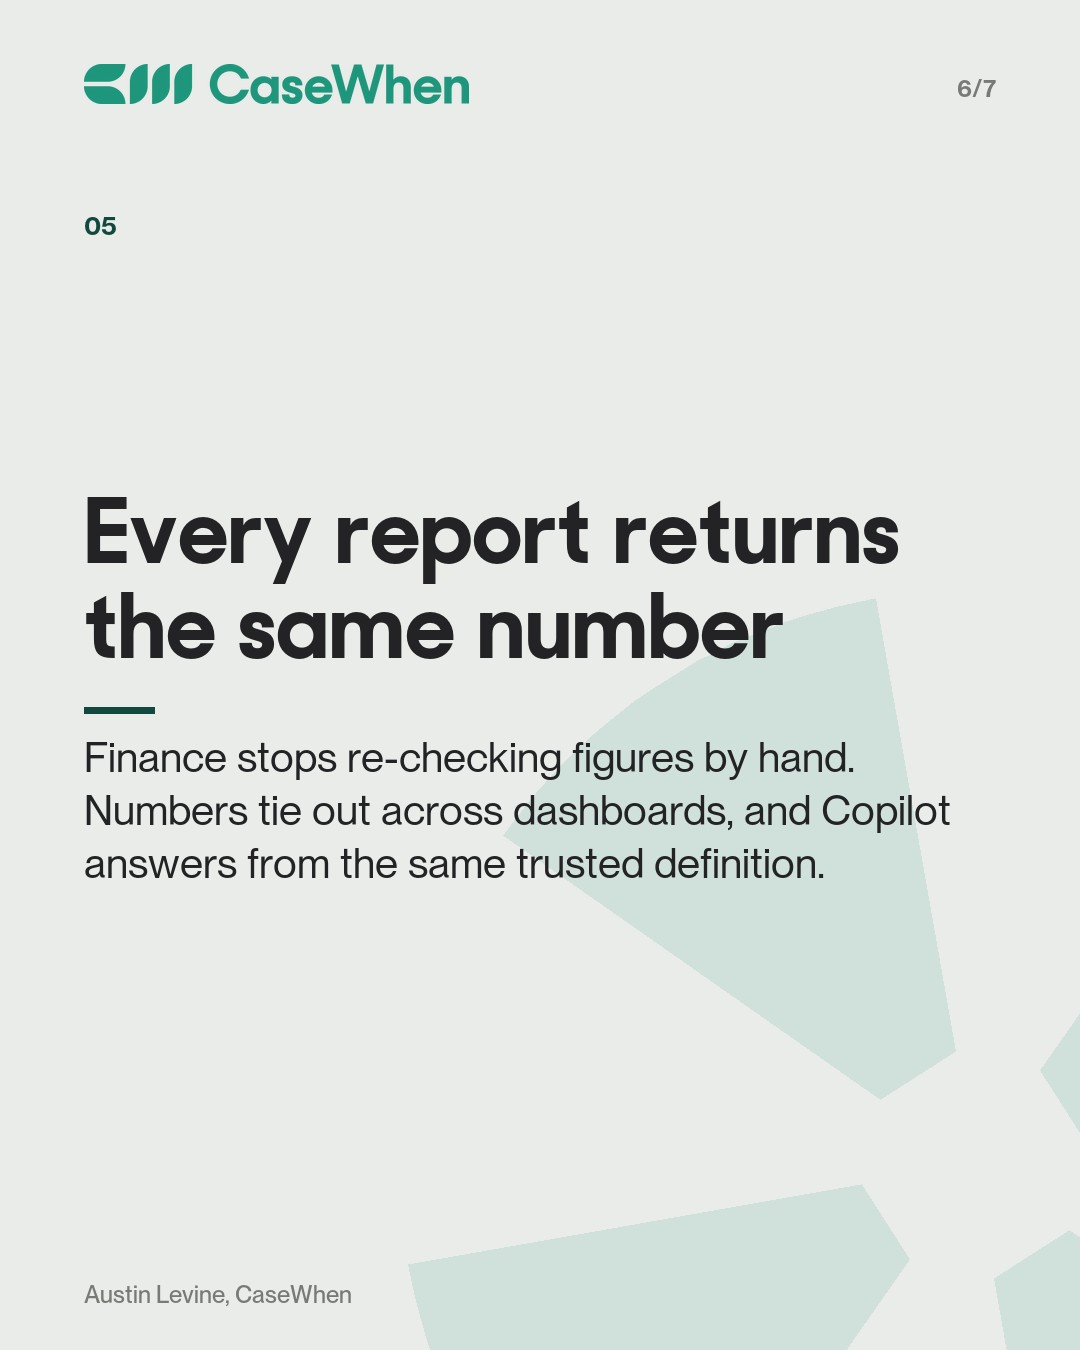 CaseWhen
6/7
05
Every report returns
the same number
Finance stops re-checking figures by hand.
Numbers tie out across dashboards, and Copilot
answers from the same trusted definition.
Austin Levine, CaseWhen